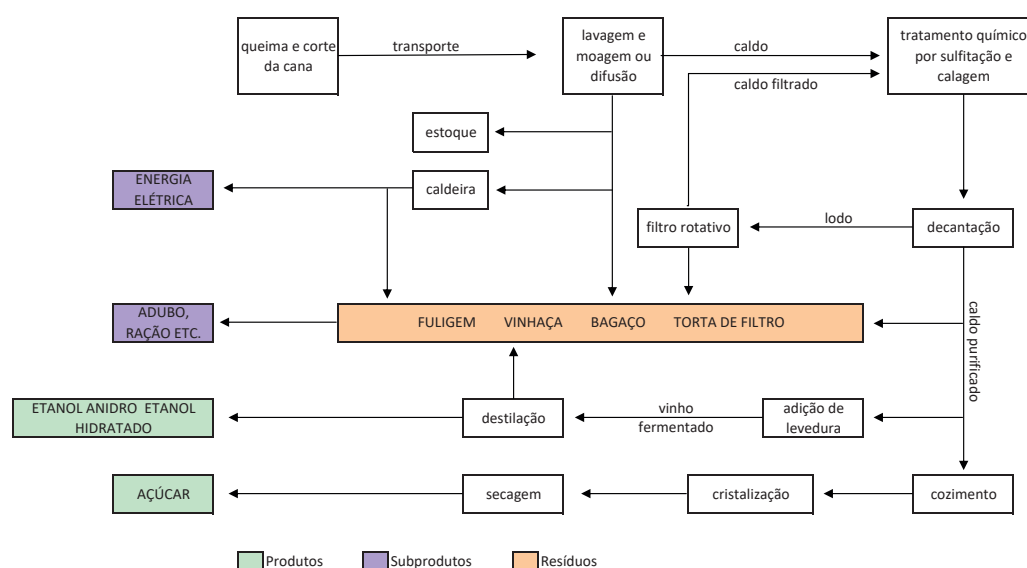 queima e corte
da cana
transporte
lavagem e
moagem ou
difusão
caldo
caldo filtrado
tratamento químico
por sulfitação e
calagem
estoque
ENERGIA
ELÉTRICA
caldeira
filtro rotativo
lodo
decantação
ADUBO,
RAÇÃO ETC.
FULIGEM VINHAÇA BAGAÇO TORTA DE FILTRO
caldo purificado
ETANOL ANIDRO ETANOL
HIDRATADO
destilação
vinho
fermentado
adição de
levedura
AÇÚCAR
secagem
cristalização
cozimento
Produtos
Subprodutos
Resíduos